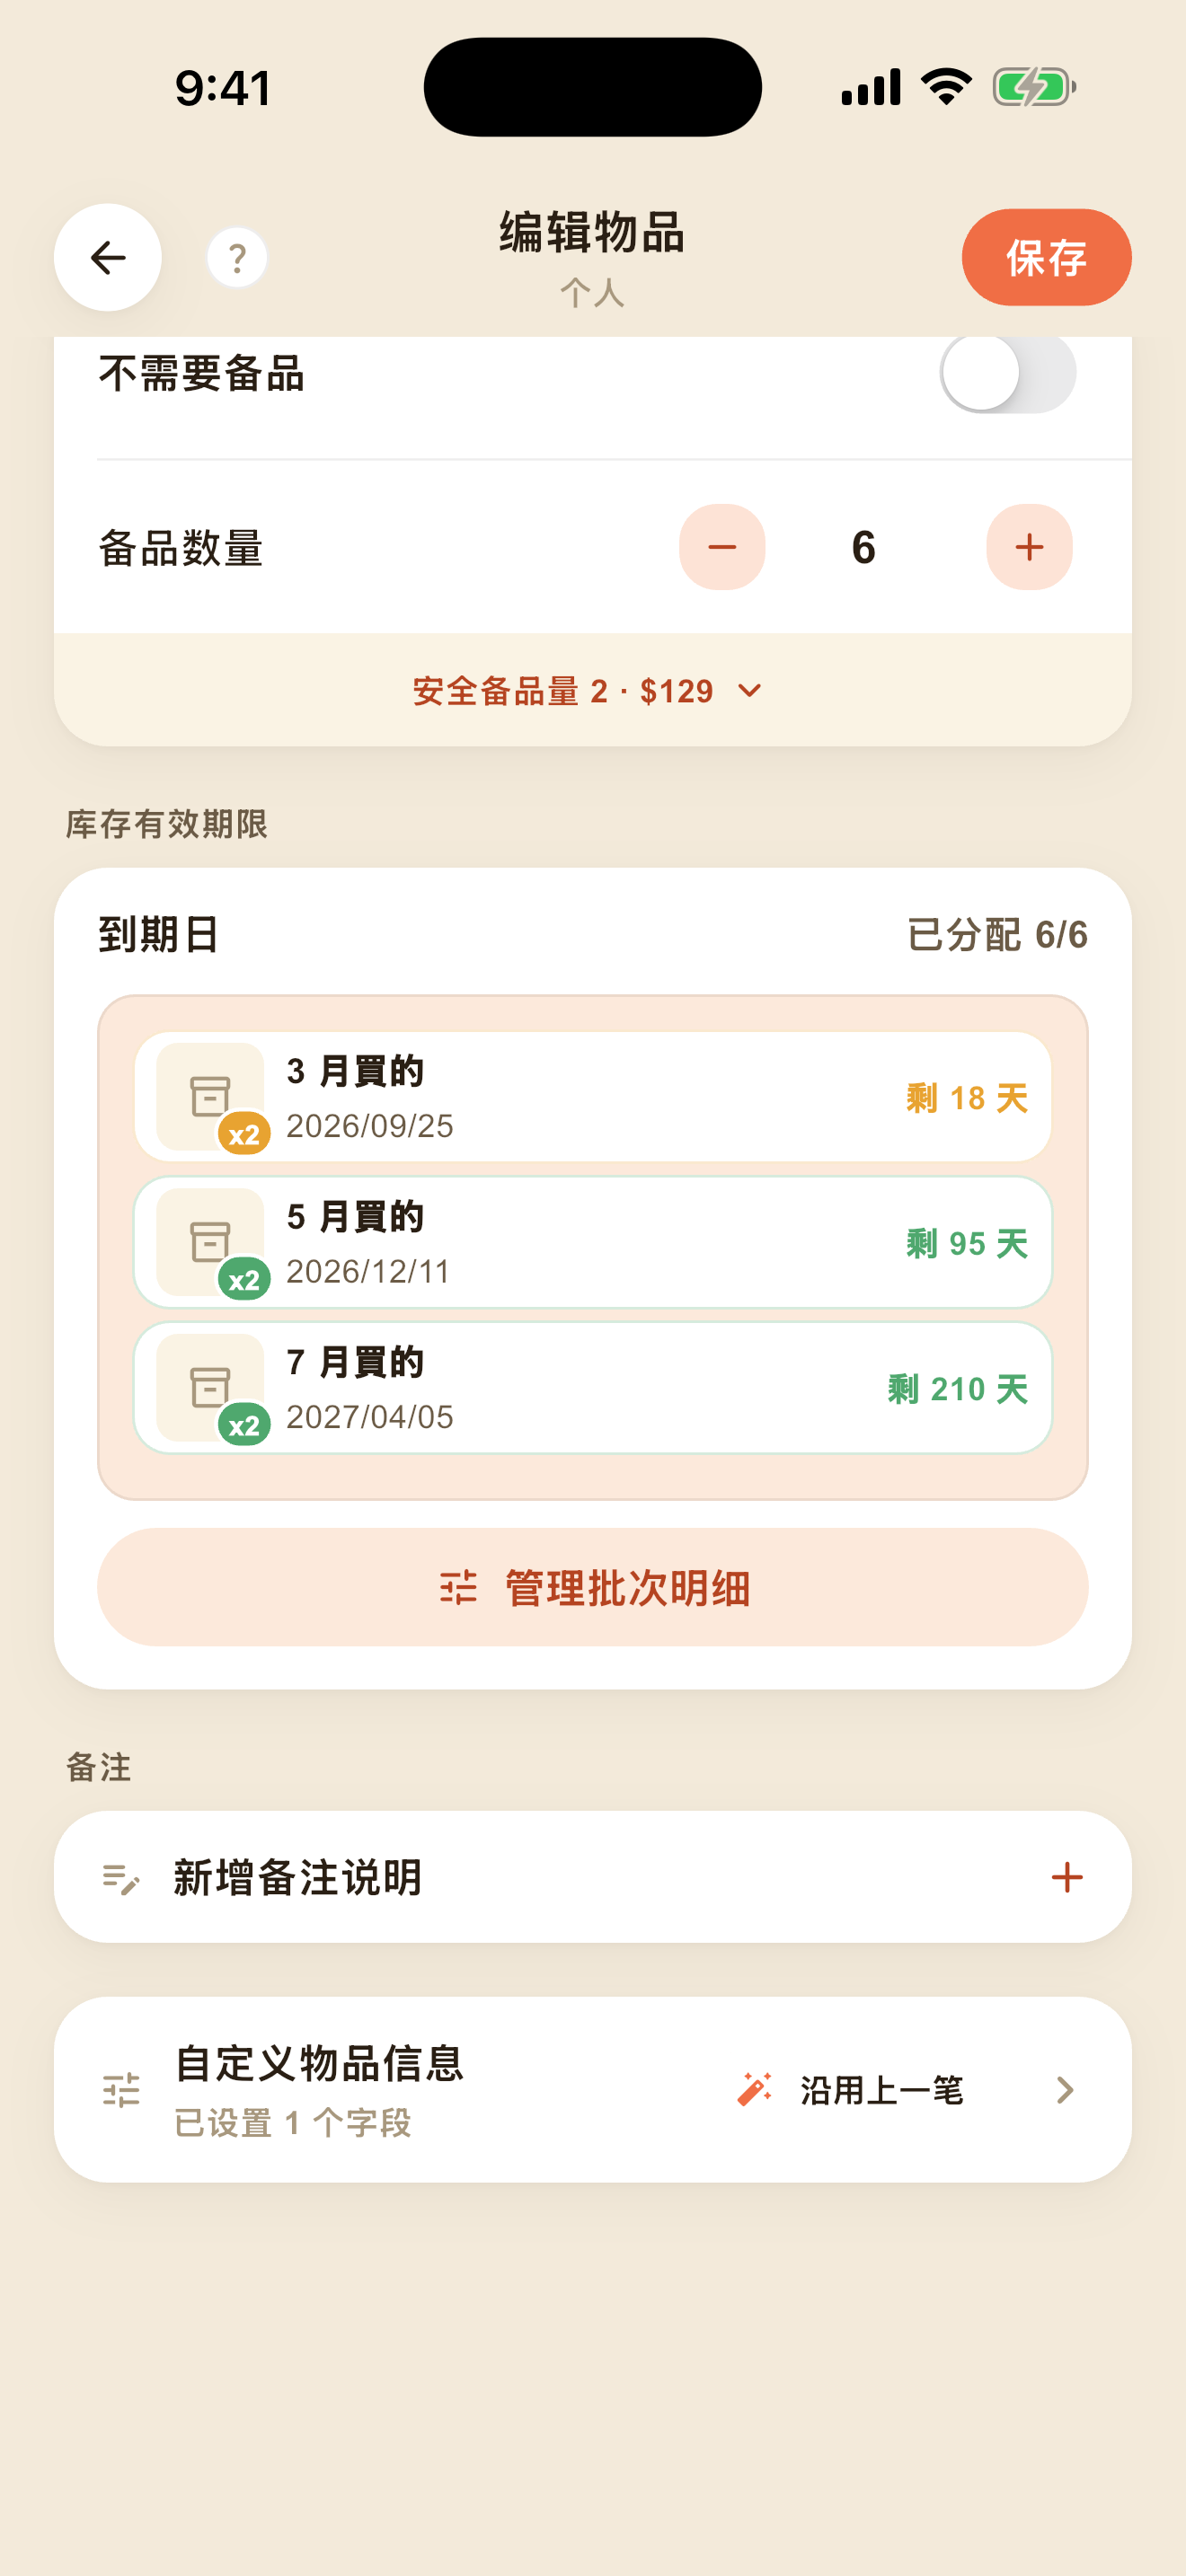 9:41
?
编辑物品
个人
保存
不需要备品
备品数量
6
安全备品量 2 · $129
库存有效期限
到期日
已分配 6/6
3 月買的
x2
2026/09/25
剩 18 天
5 月買的
x2
2026/12/11
剩 95 天
7 月買的
x2
2027/04/05
剩 210 天
管理批次明细
备注
新增备注说明
自定义物品信息
已设置 1 个字段
沿用上一笔